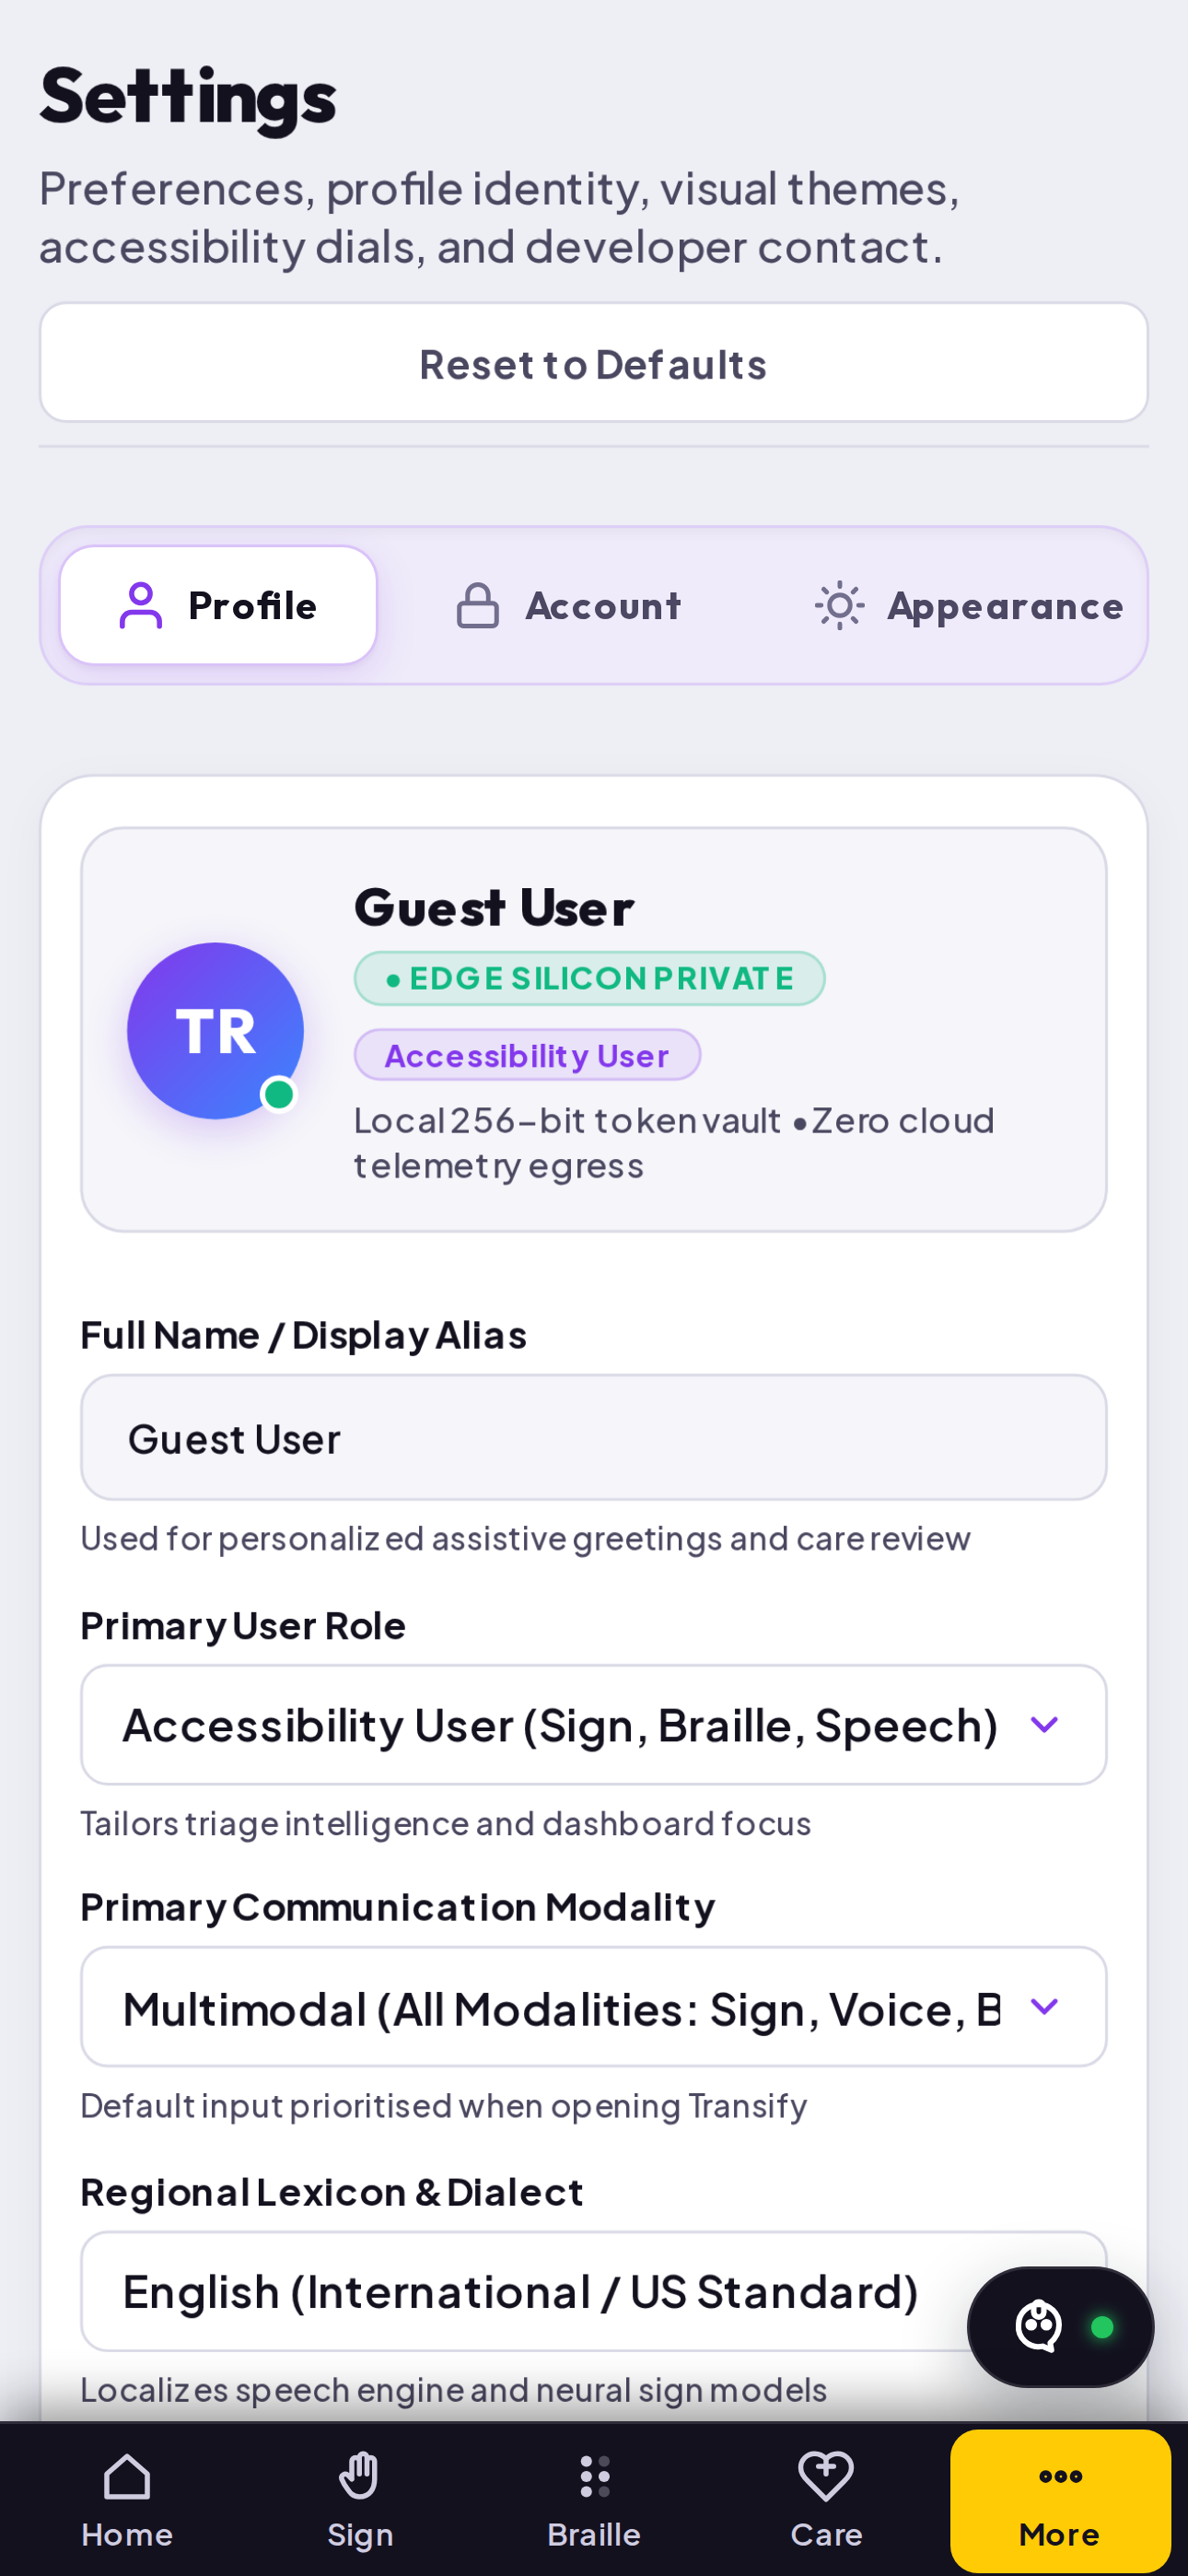 Settings
Preferences, profile identity, visual themes,
accessibility dials, and developer contact.
Reset to Defaults
Profile
Account
Appearance
Guest User
TR
• EDGE SILICON PRIVATE
Accessibility User
Local 256-bit token vault • Zero cloud
telemetry egress
Full Name / Display Alias
Guest User
Used for personalized assistive greetings and care review
Primary User Role
Accessibility User (Sign, Braille, Speech)
Tailors triage intelligence and dashboard focus
Primary Communication Modality
Multimodal (All Modalities: Sign, Voice, B
Default input prioritised when opening Transify
Regional Lexicon & Dialect
English (International / US Standard)
Localizes speech engine and neural sign models
Home
Sign
Braille
Care
More